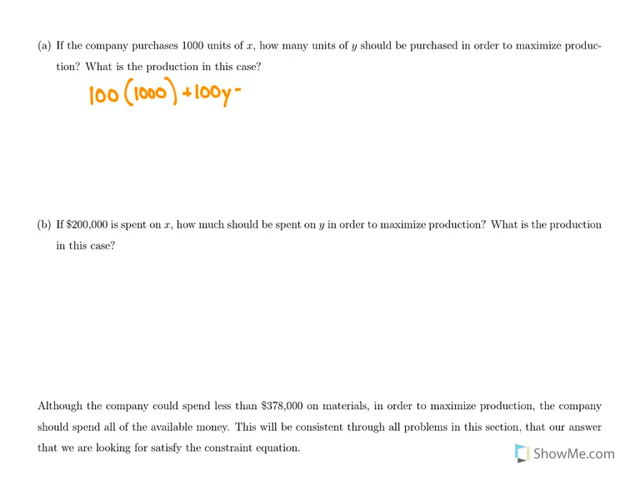 (a) If the company purchases 1000 units of x, how many units of y should be purchased in order to maximize produc-
tion? What is the production in this case?
100 (1000) + 100y =
(b) If $200,000 is spent on x, how much should be spent on y in order to maximize production? What is the production
in this case?
Although the company could spend less than $378,000 on materials, in order to maximize production, the company
should spend all of the available money. This will be consistent through all problems in this section, that our answer
that we are looking for satisfy the constraint equation.
ShowMe.com